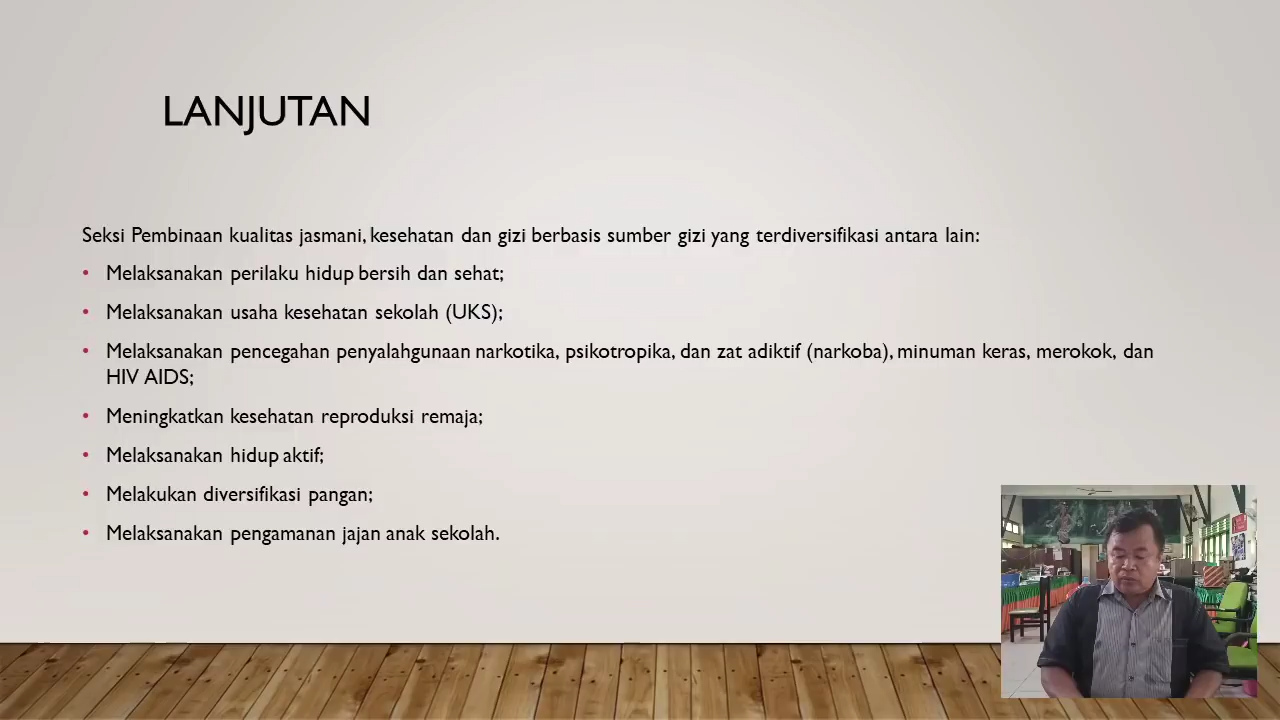 LANJUTAN
Seksi Pembinaan kualitas jasmani, kesehatan dan gizi berbasis sumber gizi yang terdiversifikasi antara lain:
• Melaksanakan perilaku hidup bersih dan sehat;
• Melaksanakan usaha kesehatan sekolah (UKS);
• Melaksanakan pencegahan penyalahgunaan narkotika, psikotropika, dan zat adiktif (narkoba), minuman keras, merokok, dan
HIV AIDS;
• Meningkatkan kesehatan reproduksi remaja;
• Melaksanakan hidup aktif;
• Melakukan diversifikasi pangan;
• Melaksanakan pengamanan jajan anak sekolah.